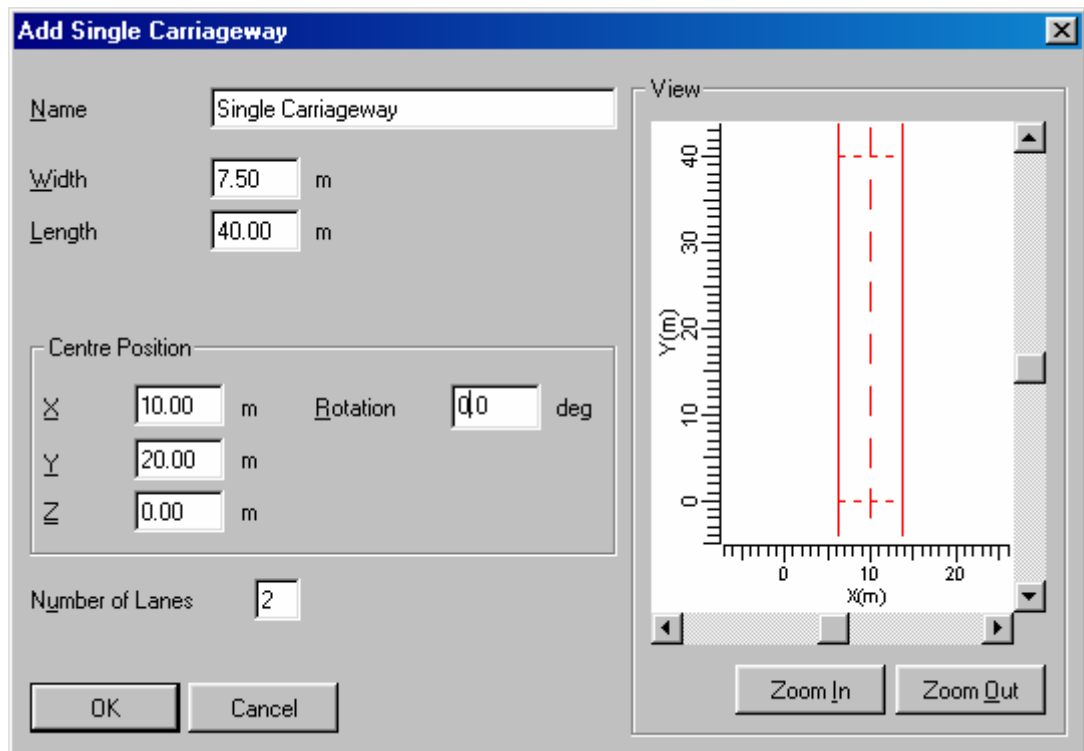 Add Single Carriageway
Name Single Carriageway
Width 7.50 m
Length 40.00 m
Centre Position
X 10.00 m Rotation 0.0 deg
Y 20.00 m
Z 0.00 m
Number of Lanes 2
OK Cancel
View
40
30
20
10
0
Y(m)
0 10 20
X(m)
Zoom In Zoom Out